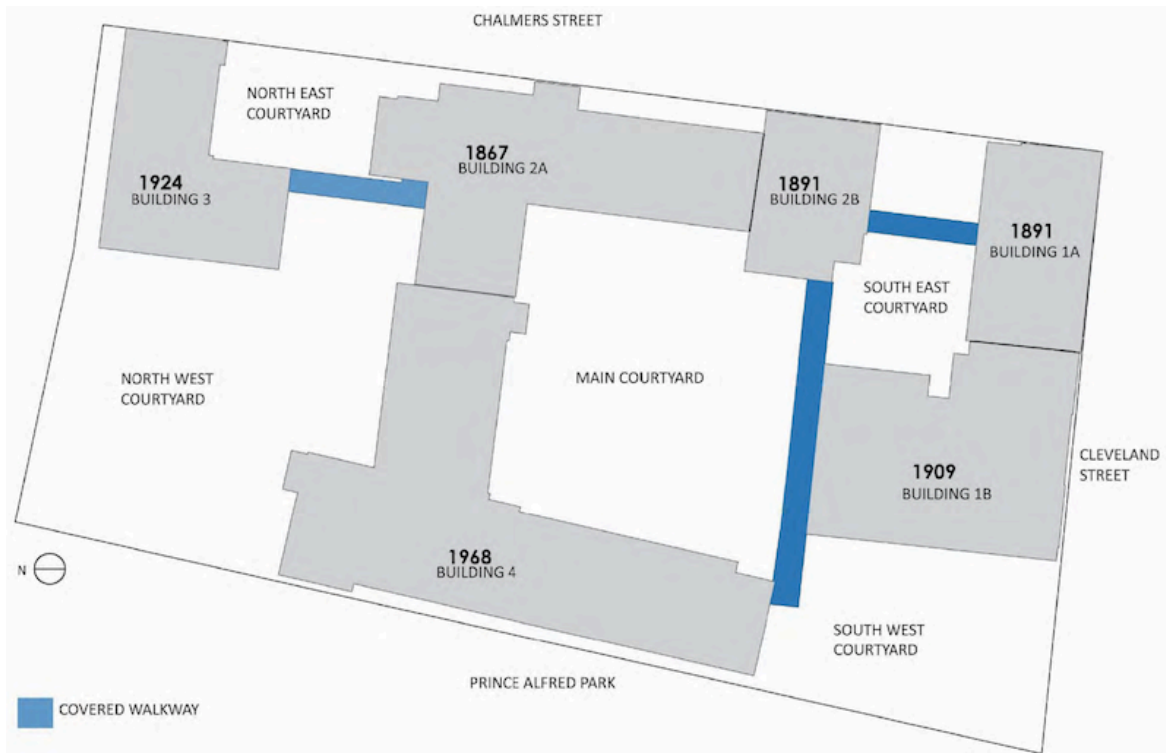 CHALMERS STREET
NORTH EAST
COURTYARD
1867
BUILDING 2A
1924
BUILDING 3
1891
BUILDING 2B
1891
BUILDING 1A
SOUTH EAST
COURTYARD
NORTH WEST
COURTYARD
MAIN COURTYARD
CLEVELAND
STREET
1909
BUILDING 1B
1968
BUILDING 4
N
SOUTH WEST
COURTYARD
PRINCE ALFRED PARK
COVERED WALKWAY